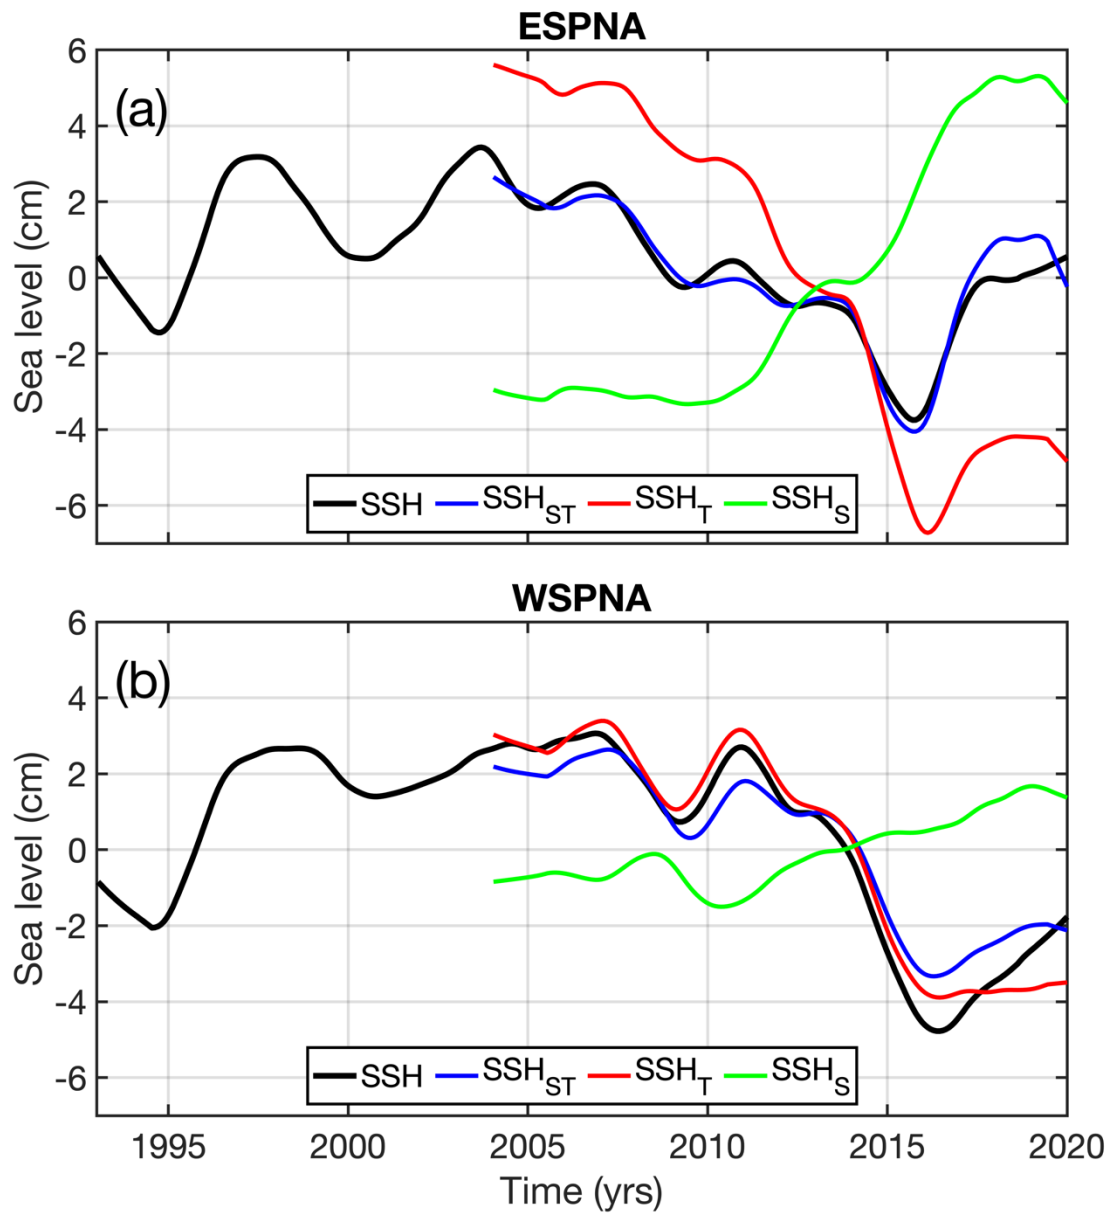 ESPNA
(a)
Sea level (cm)
6
4
2
0
-2
-4
-6
SSH SSH_ST SSH_T SSH_S
WSPNA
(b)
Sea level (cm)
6
4
2
0
-2
-4
-6
SSH SSH_ST SSH_T SSH_S
1995 2000 2005 2010 2015 2020
Time (yrs)